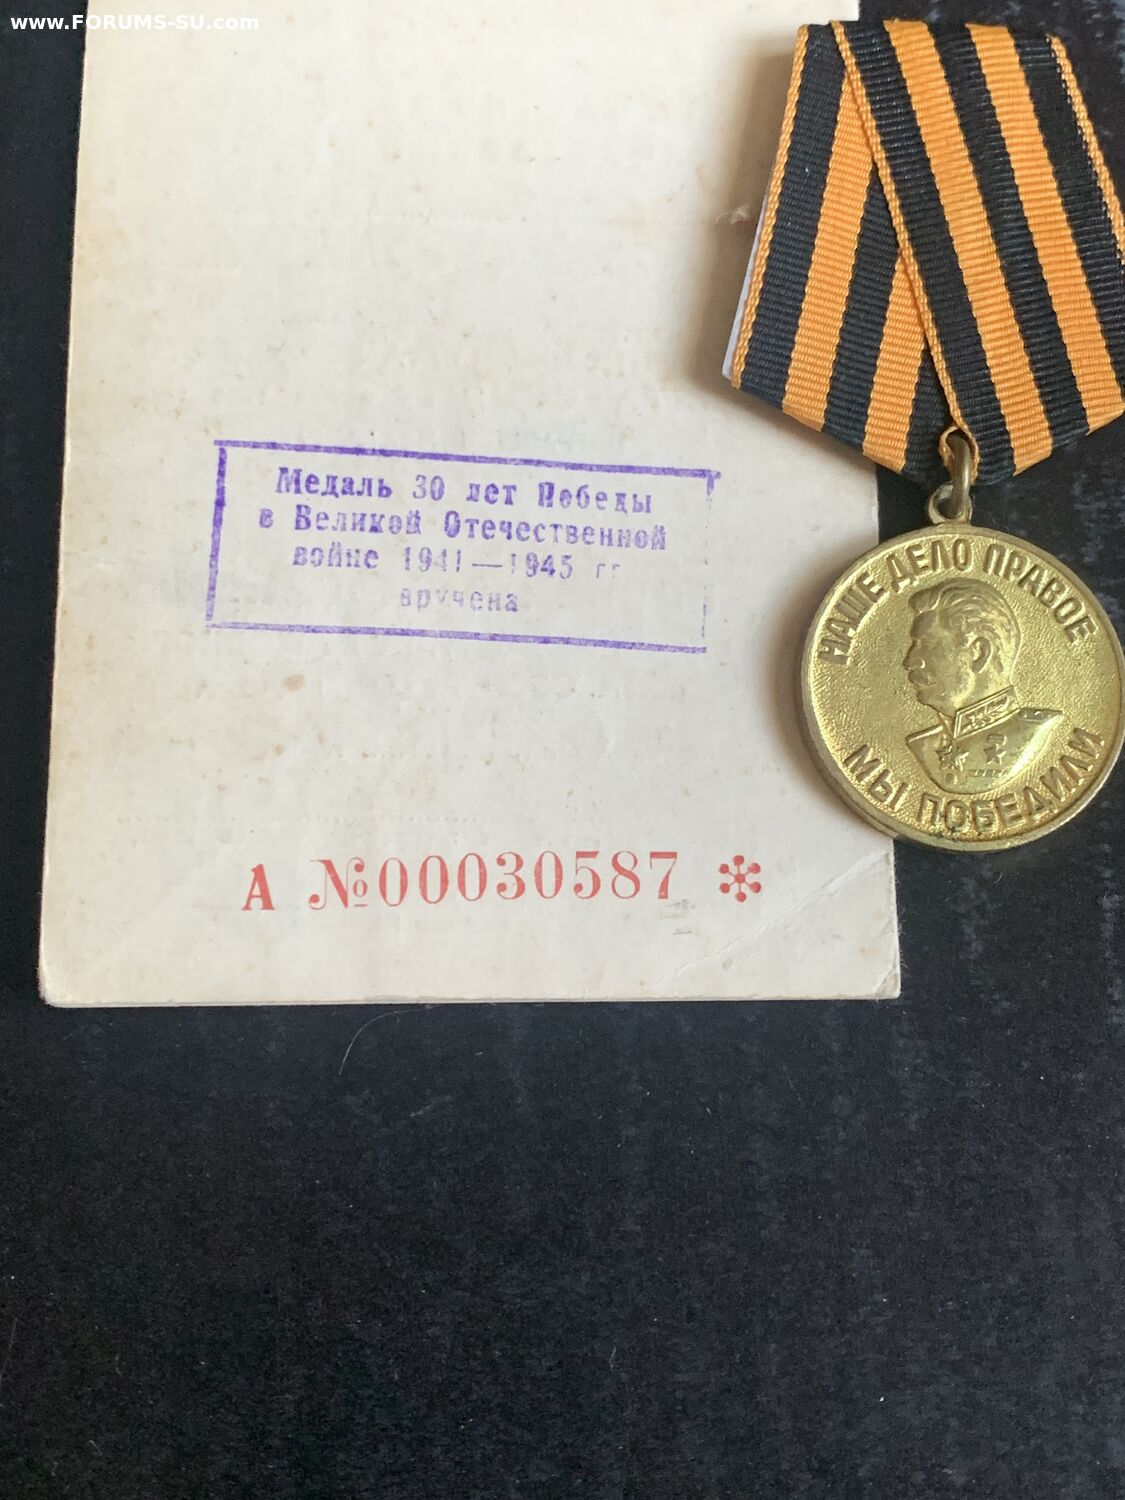 www.FORUMS-SU.com
Медаль 30 лет Победы
в Великой Отечественной
войне 1941—1945 гг
вручена
А №00030587 *
НАШЕ ДЕЛО ПРАВОЕ
МЫ ПОБЕДИЛИ